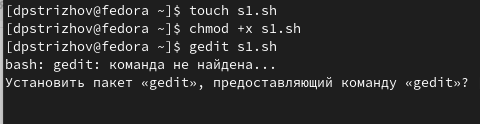 [dpstrizhov@fedora ~]$ touch s1.sh
[dpstrizhov@fedora ~]$ chmod +x s1.sh
[dpstrizhov@fedora ~]$ gedit s1.sh
bash: gedit: команда не найдена...
Установить пакет «gedit», предоставляющий команду «gedit»?